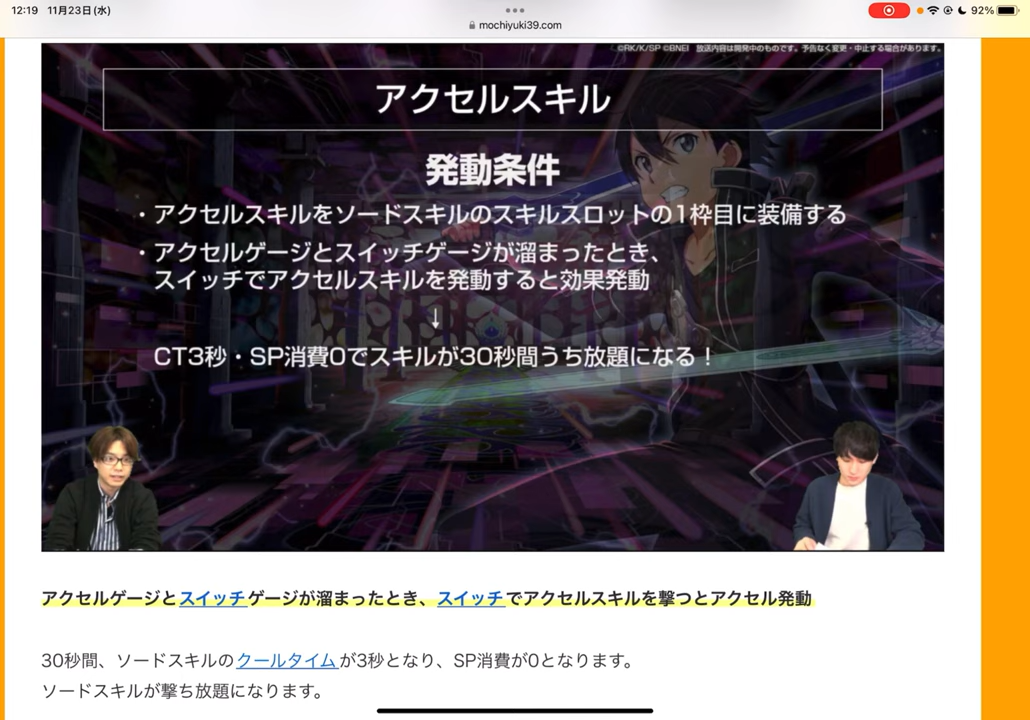 12:19 11月23日(水)
92%
mochiyuki39.com
©RK/K/SP ©BNEI 放送内容は開発中のものです。予告なく変更・中止する場合があります。
アクセルスキル
発動条件
・アクセルスキルをソードスキルのスキルスロットの1枠目に装備する
・アクセルゲージとスイッチゲージが溜まったとき、
スイッチでアクセルスキルを発動すると効果発動
↓
CT3秒・SP消費0でスキルが30秒間うち放題になる！
アクセルゲージとスイッチゲージが溜まったとき、スイッチでアクセルスキルを撃つとアクセル発動
30秒間、ソードスキルのクールタイムが3秒となり、SP消費が0となります。
ソードスキルが撃ち放題になります。